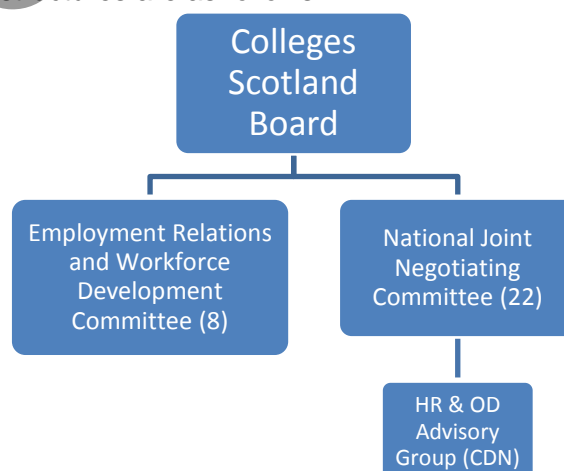 Colleges
Scotland
Board
Employment Relations
and Workforce
Development
Committee (8)
National Joint
Negotiating
Committee (22)
HR & OD
Advisory
Group (CDN)